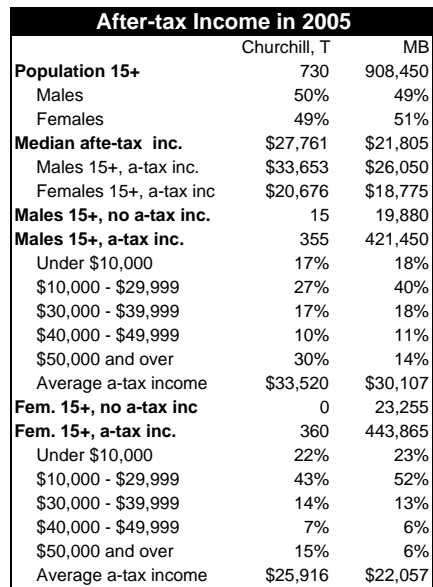 After-tax Income in 2005
Churchill, T MB
Population 15+ 730 908,450
Males 50% 49%
Females 49% 51%
Median afte-tax inc. $27,761 $21,805
Males 15+, a-tax inc. $33,653 $26,050
Females 15+, a-tax inc $20,676 $18,775
Males 15+, no a-tax inc. 15 19,880
Males 15+, a-tax inc. 355 421,450
Under $10,000 17% 18%
$10,000 - $29,999 27% 40%
$30,000 - $39,999 17% 18%
$40,000 - $49,999 10% 11%
$50,000 and over 30% 14%
Average a-tax income $33,520 $30,107
Fem. 15+, no a-tax inc 0 23,255
Fem. 15+, a-tax inc. 360 443,865
Under $10,000 22% 23%
$10,000 - $29,999 43% 52%
$30,000 - $39,999 14% 13%
$40,000 - $49,999 7% 6%
$50,000 and over 15% 6%
Average a-tax income $25,916 $22,057